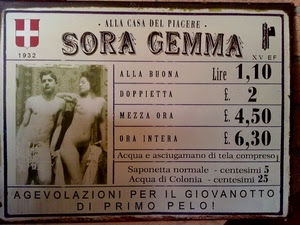 ALLA CASA DEL PIACERE
SORA GEMMA
1932
XV EF
ALLA BUONA Lire 1,10
DOPPIETTA £. 2
MEZZA ORA £. 4,50
ORA INTERA £. 6,30
Acqua e asciugamano di tela compreso
Saponetta normale - centesimi 5
Acqua di Colonia - centesimi 25
AGEVOLAZIONI PER IL GIOVANOTTO
DI PRIMO PELO!